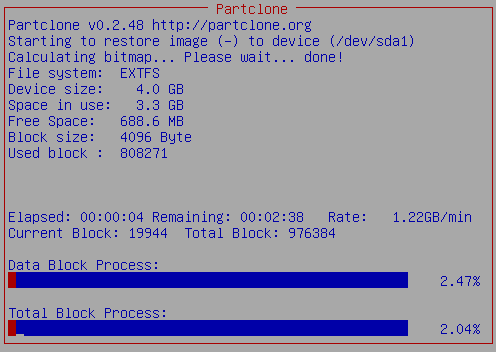 Partclone
Partclone v0.2.48 http://partclone.org
Starting to restore image (-) to device (/dev/sda1)
Calculating bitmap... Please wait... done!
File system:  EXTFS
Device size:    4.0 GB
Space in use:   3.3 GB
Free Space:   688.6 MB
Block size:   4096 Byte
Used block :  808271
Elapsed: 00:00:04 Remaining: 00:02:38   Rate:   1.22GB/min
Current Block: 19944  Total Block: 976384
Data Block Process:
2.47%
Total Block Process:
2.04%